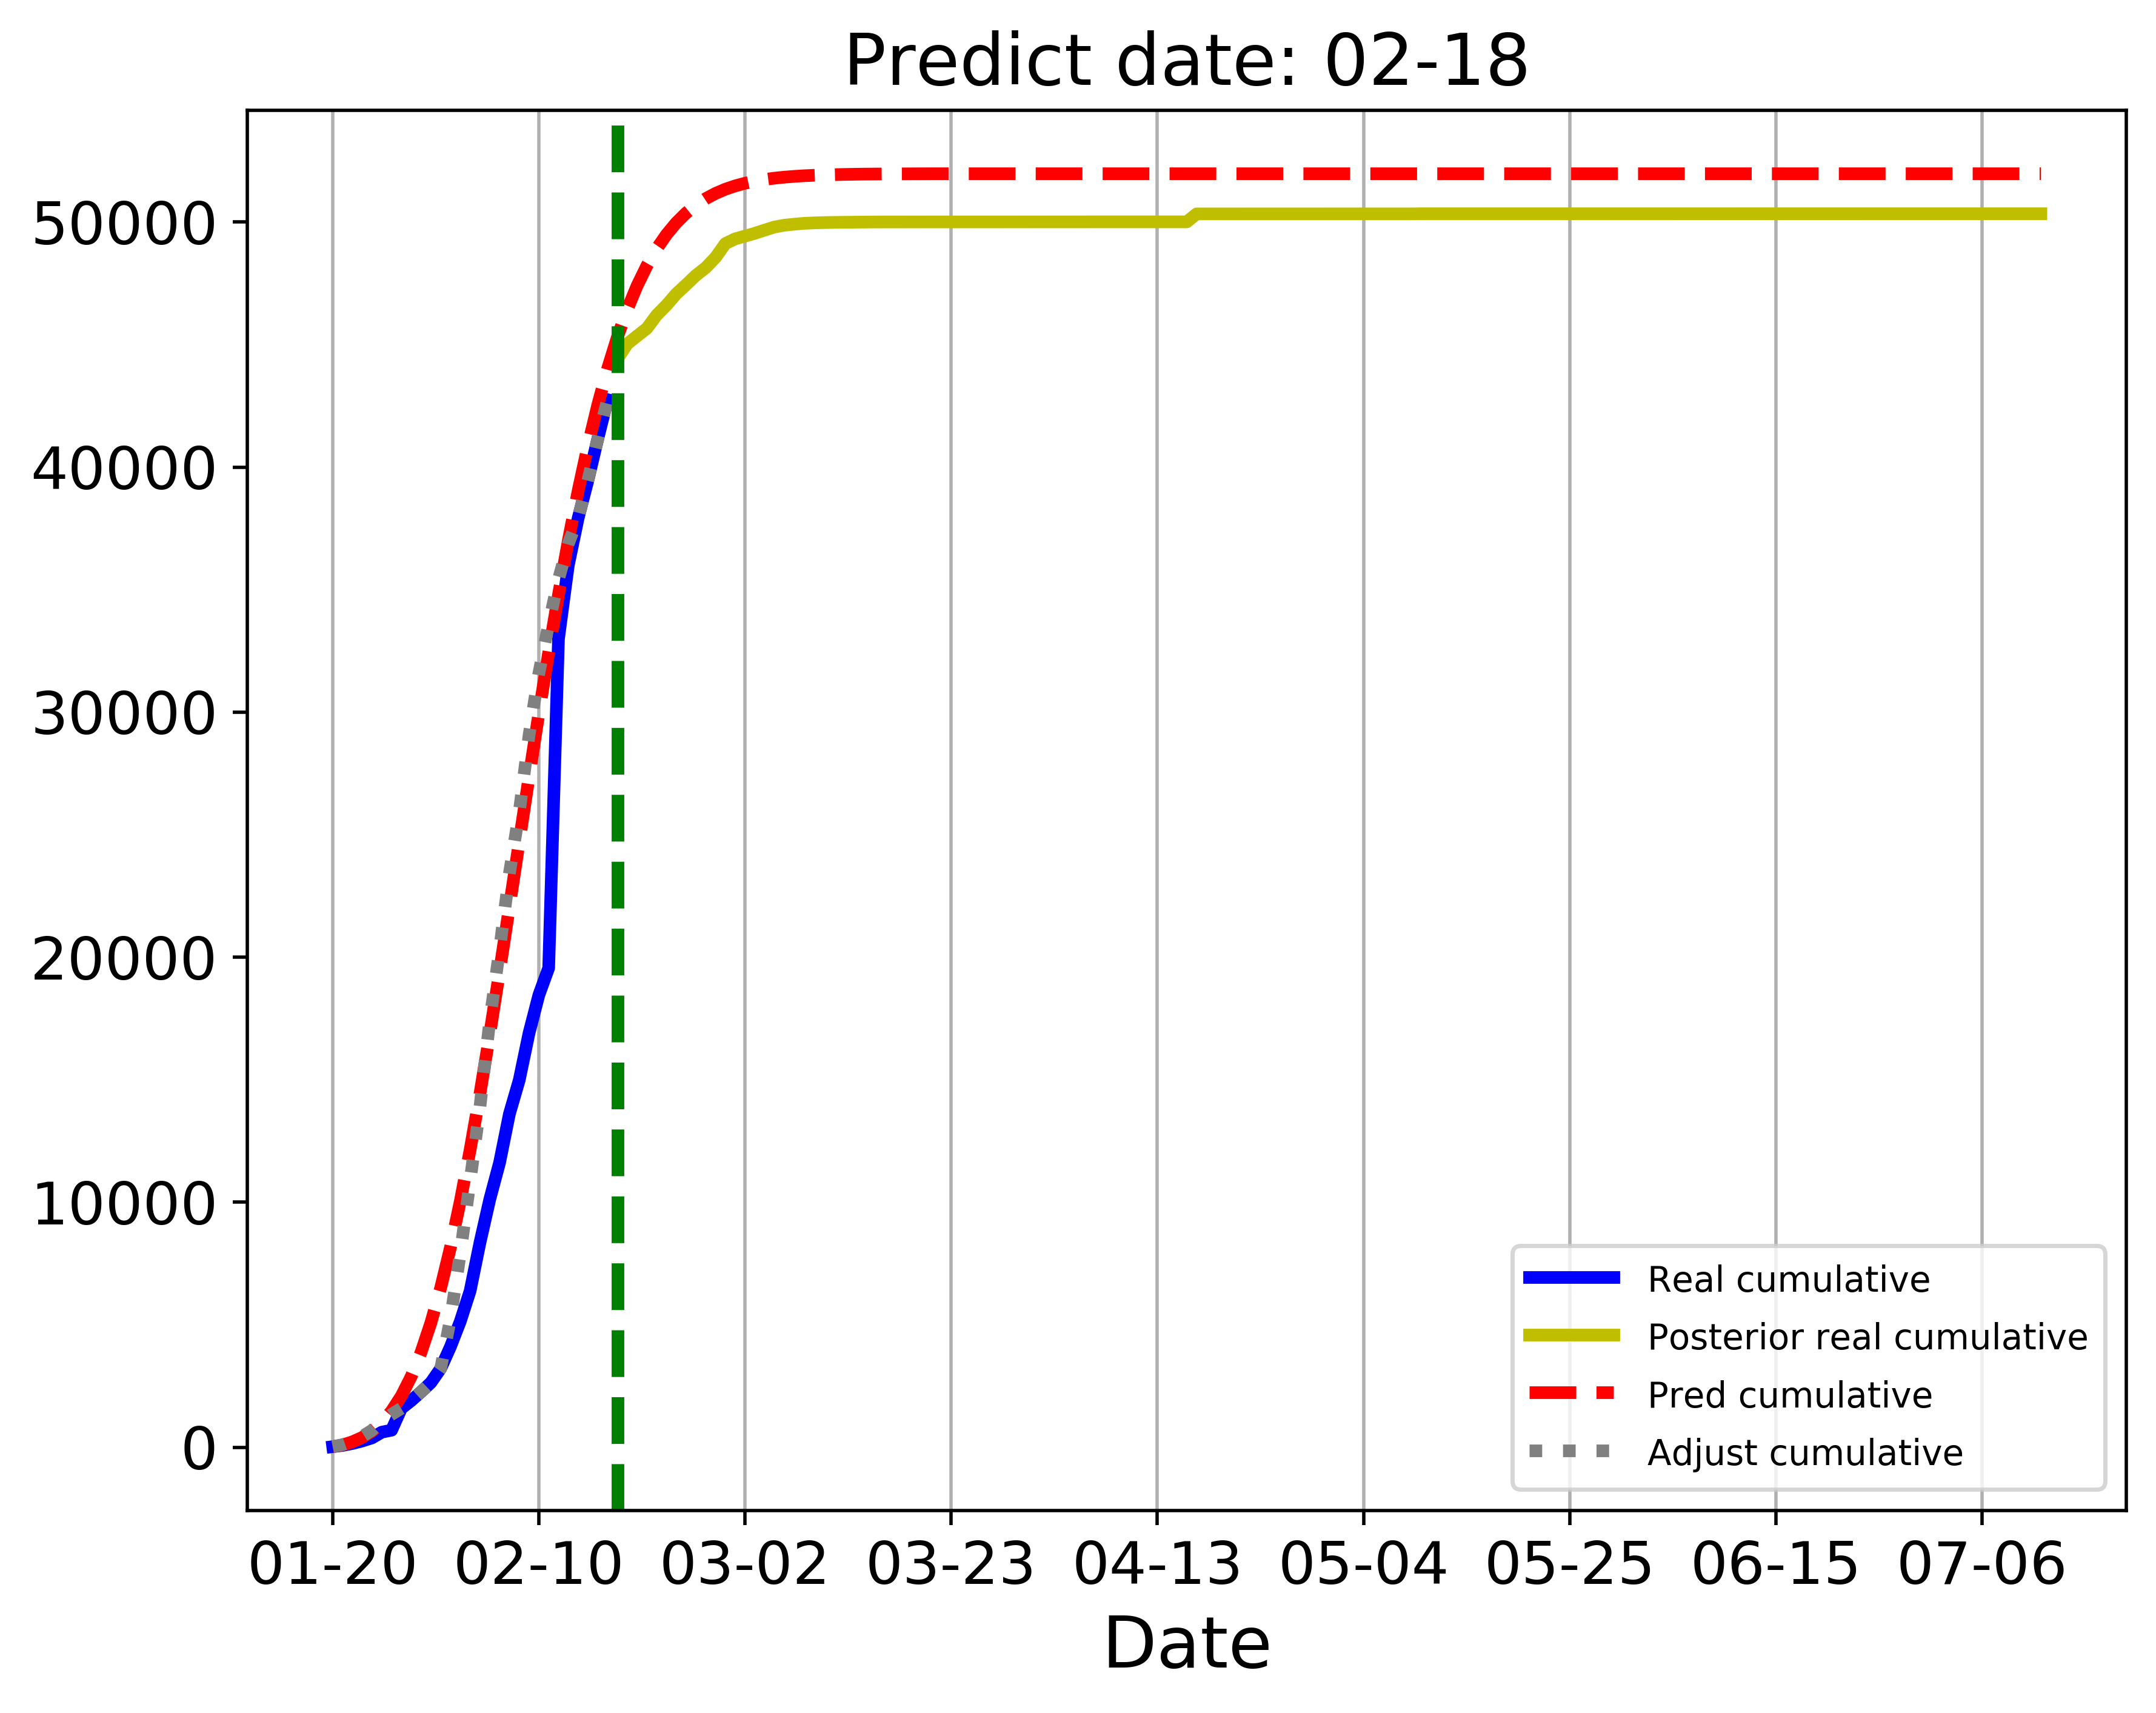 Predict date: 02-18
50000
40000
30000
20000
10000
0
01-20 02-10 03-02 03-23 04-13 05-04 05-25 06-15 07-06
Date
Real cumulative
Posterior real cumulative
Pred cumulative
Adjust cumulative